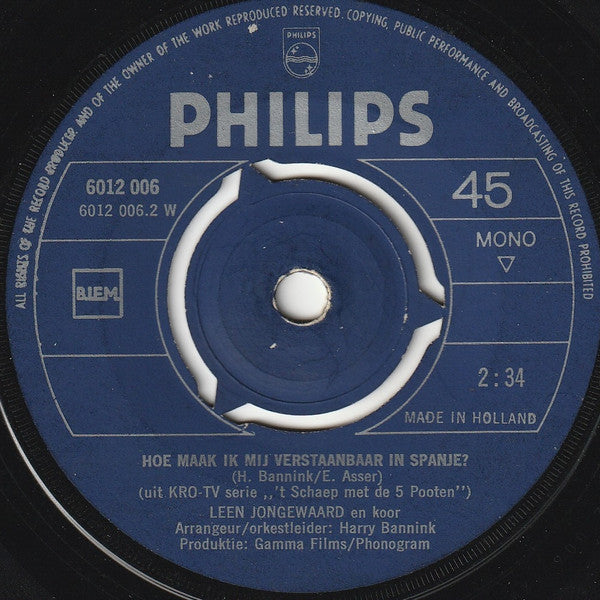 ALL RIGHTS OF THE RECORD PRODUCER AND OF THE OWNER OF THE WORK REPRODUCED RESERVED. COPYING, PUBLIC PERFORMANCE AND BROADCASTING OF THIS RECORD PROHIBITED
PHILIPS
PHILIPS
6012 006
6012 006.2 W
45
MONO
B.I.E.M.
2:34
MADE IN HOLLAND
HOE MAAK IK MIJ VERSTAANBAAR IN SPANJE?
(H. Bannink/E. Asser)
(uit KRO-TV serie ,,'t Schaep met de 5 Pooten")
LEEN JONGEWAARD en koor
Arrangeur/orkestleider: Harry Bannink
Produktie: Gamma Films/Phonogram